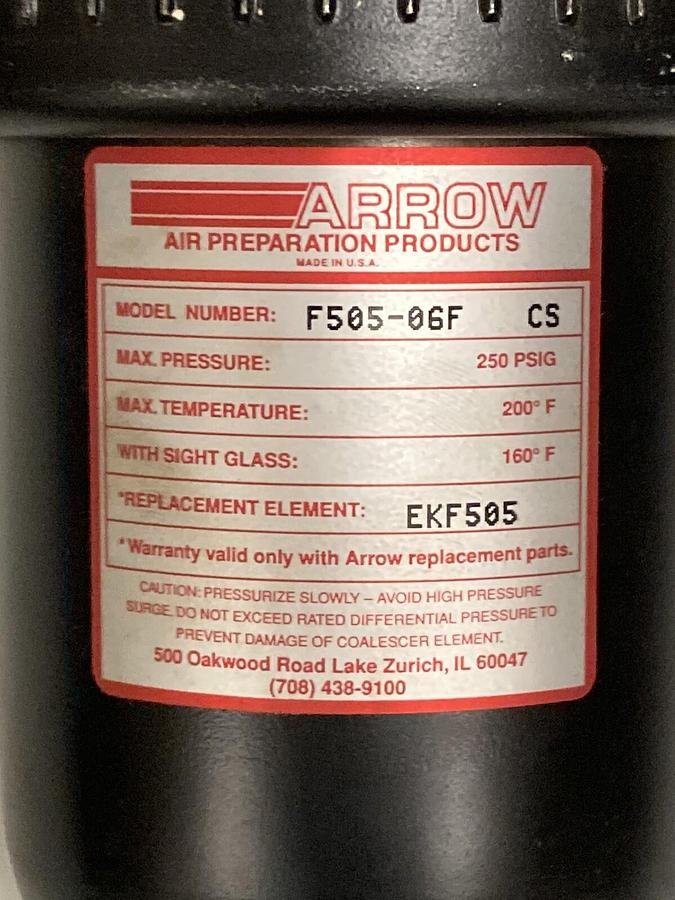 ARROW
AIR PREPARATION PRODUCTS
MADE IN U.S.A.
MODEL NUMBER: F505-06F CS
MAX. PRESSURE: 250 PSIG
MAX. TEMPERATURE: 200° F
WITH SIGHT GLASS: 160° F
*REPLACEMENT ELEMENT: EKF505
*Warranty valid only with Arrow replacement parts.
CAUTION: PRESSURIZE SLOWLY – AVOID HIGH PRESSURE
SURGE. DO NOT EXCEED RATED DIFFERENTIAL PRESSURE TO
PREVENT DAMAGE OF COALESCER ELEMENT.
500 Oakwood Road Lake Zurich, IL 60047
(708) 438-9100